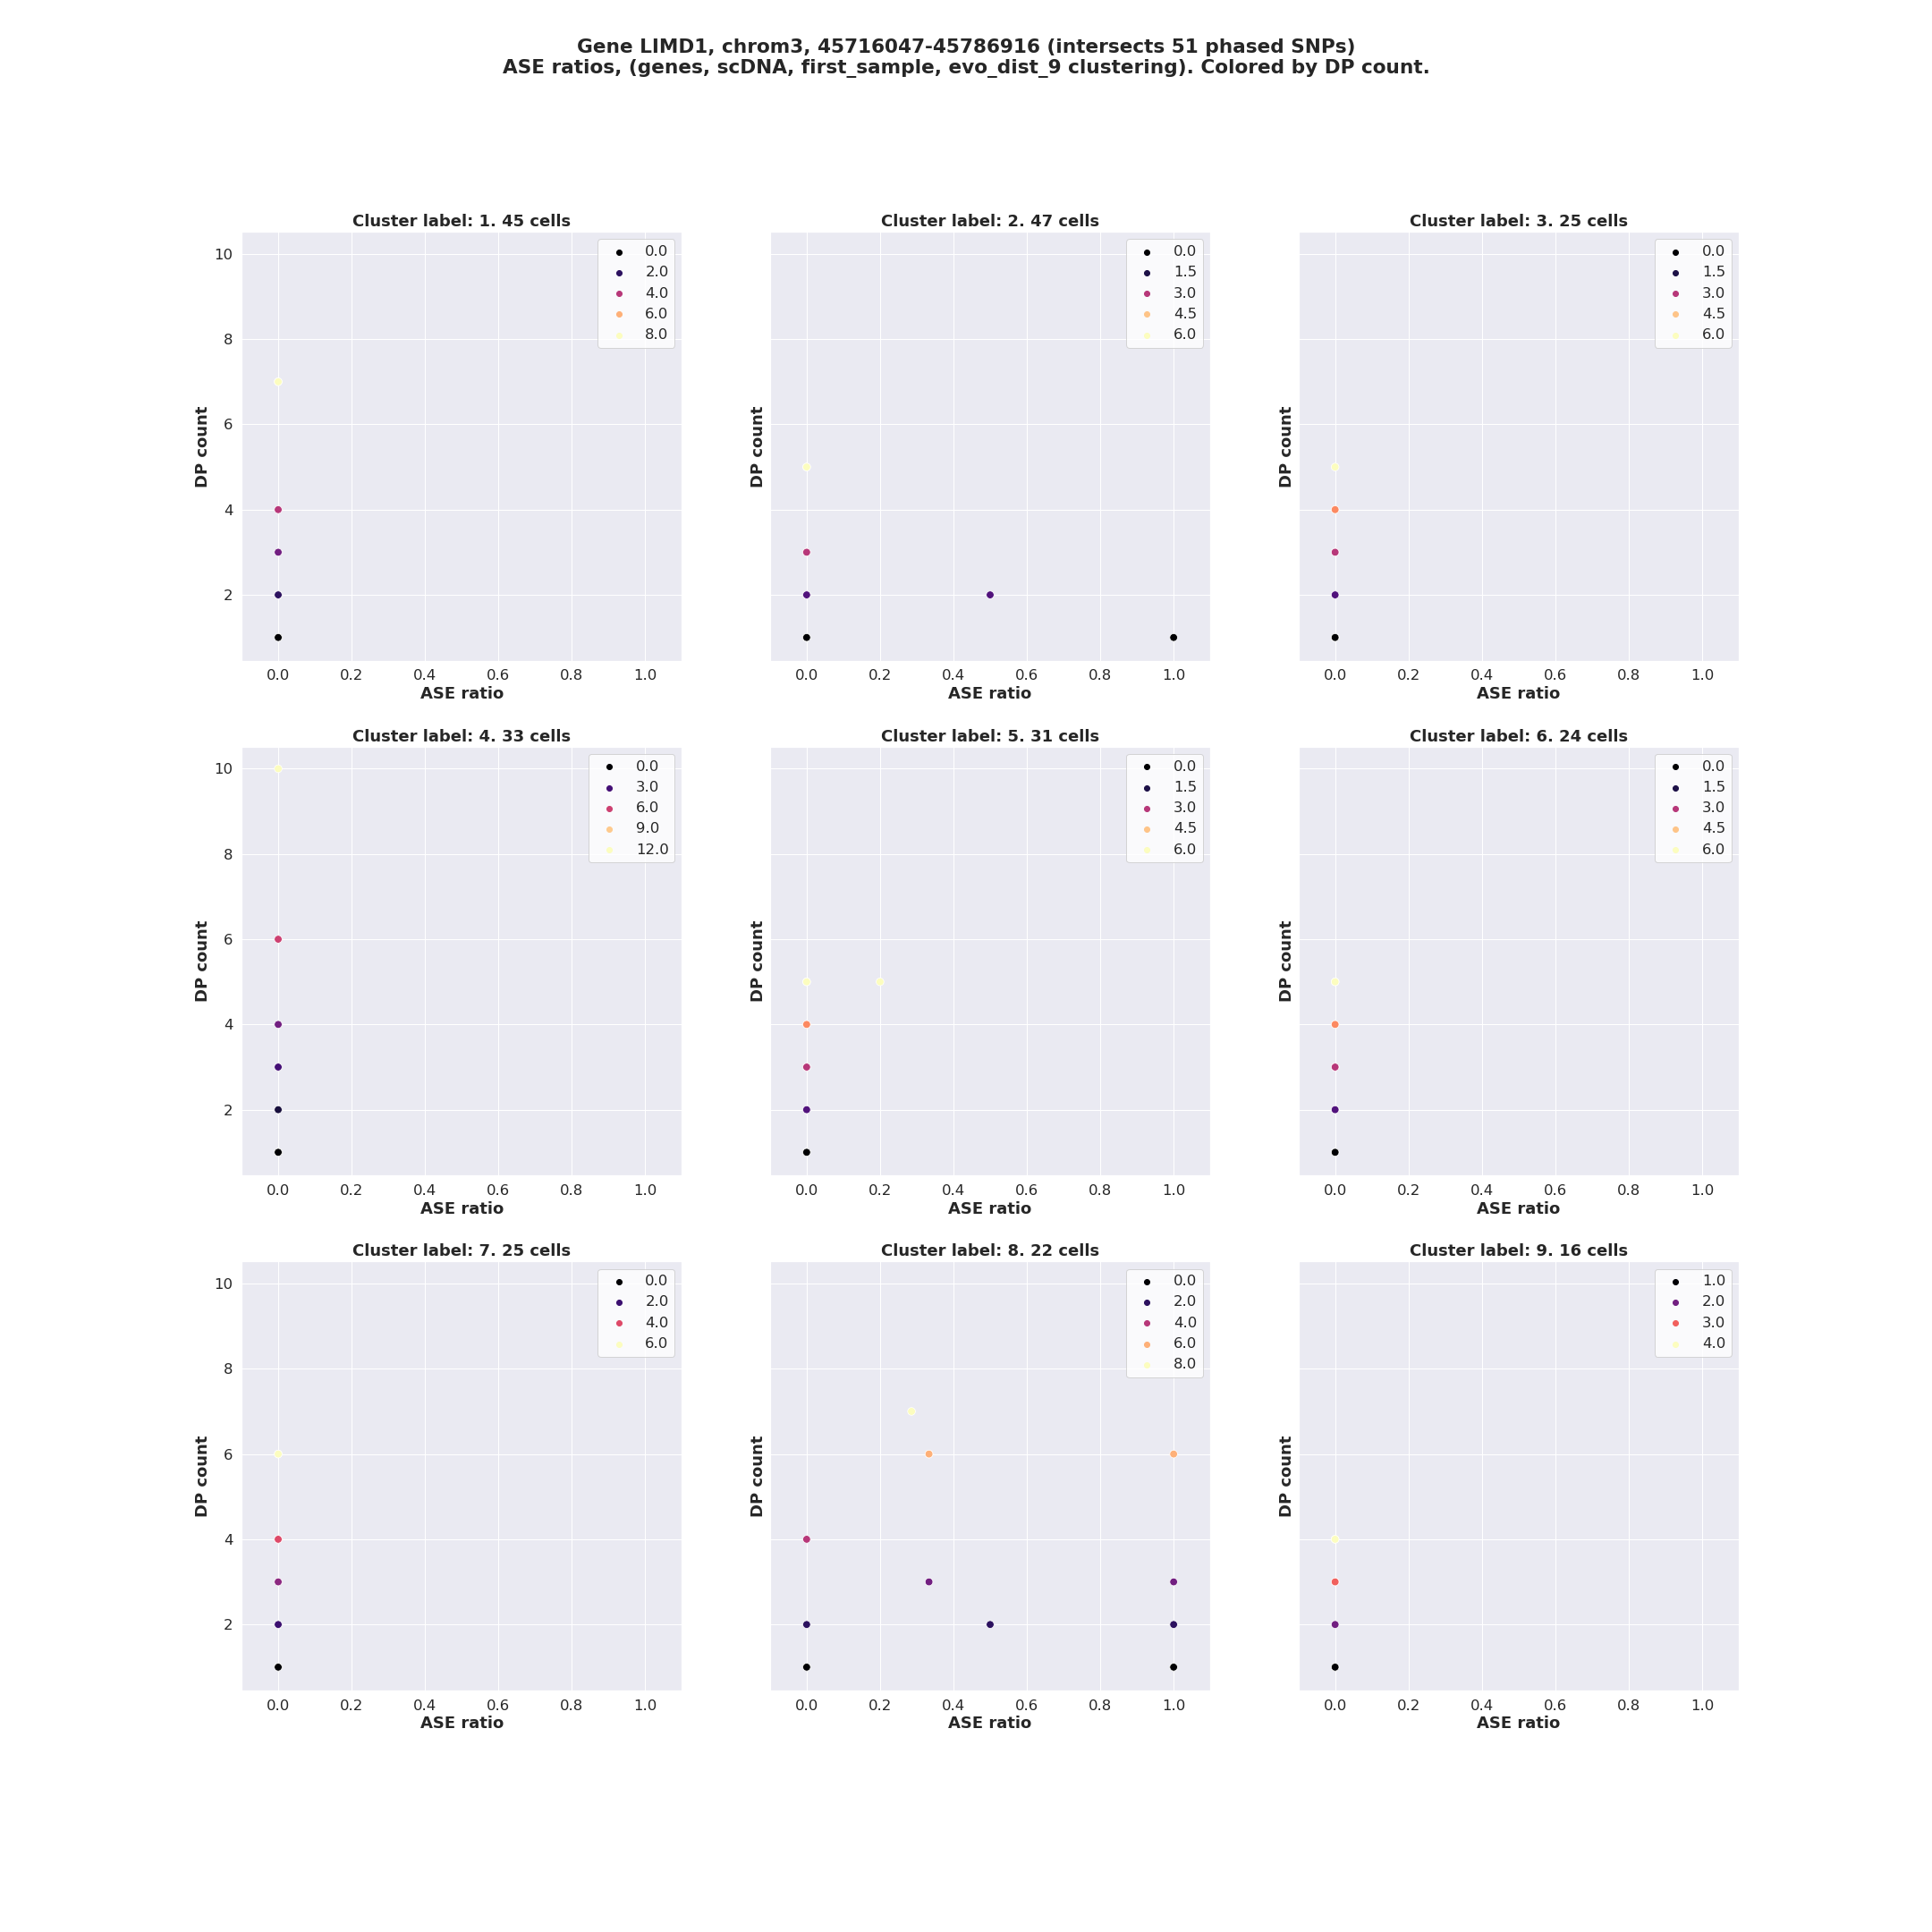 Gene LIMD1, chrom3, 45716047-45786916 (intersects 51 phased SNPs)
ASE ratios, (genes, scDNA, first_sample, evo_dist_9 clustering). Colored by DP count.
Cluster label: 1. 45 cells
10
8
6
4
2
DP count
0.0
2.0
4.0
6.0
8.0
0.0 0.2 0.4 0.6 0.8 1.0
ASE ratio
Cluster label: 2. 47 cells
DP count
0.0
1.5
3.0
4.5
6.0
0.0 0.2 0.4 0.6 0.8 1.0
ASE ratio
Cluster label: 3. 25 cells
DP count
0.0
1.5
3.0
4.5
6.0
0.0 0.2 0.4 0.6 0.8 1.0
ASE ratio
Cluster label: 4. 33 cells
10
8
6
4
2
DP count
0.0
3.0
6.0
9.0
12.0
0.0 0.2 0.4 0.6 0.8 1.0
ASE ratio
Cluster label: 5. 31 cells
DP count
0.0
1.5
3.0
4.5
6.0
0.0 0.2 0.4 0.6 0.8 1.0
ASE ratio
Cluster label: 6. 24 cells
DP count
0.0
1.5
3.0
4.5
6.0
0.0 0.2 0.4 0.6 0.8 1.0
ASE ratio
Cluster label: 7. 25 cells
10
8
6
4
2
DP count
0.0
2.0
4.0
6.0
0.0 0.2 0.4 0.6 0.8 1.0
ASE ratio
Cluster label: 8. 22 cells
DP count
0.0
2.0
4.0
6.0
8.0
0.0 0.2 0.4 0.6 0.8 1.0
ASE ratio
Cluster label: 9. 16 cells
DP count
1.0
2.0
3.0
4.0
0.0 0.2 0.4 0.6 0.8 1.0
ASE ratio